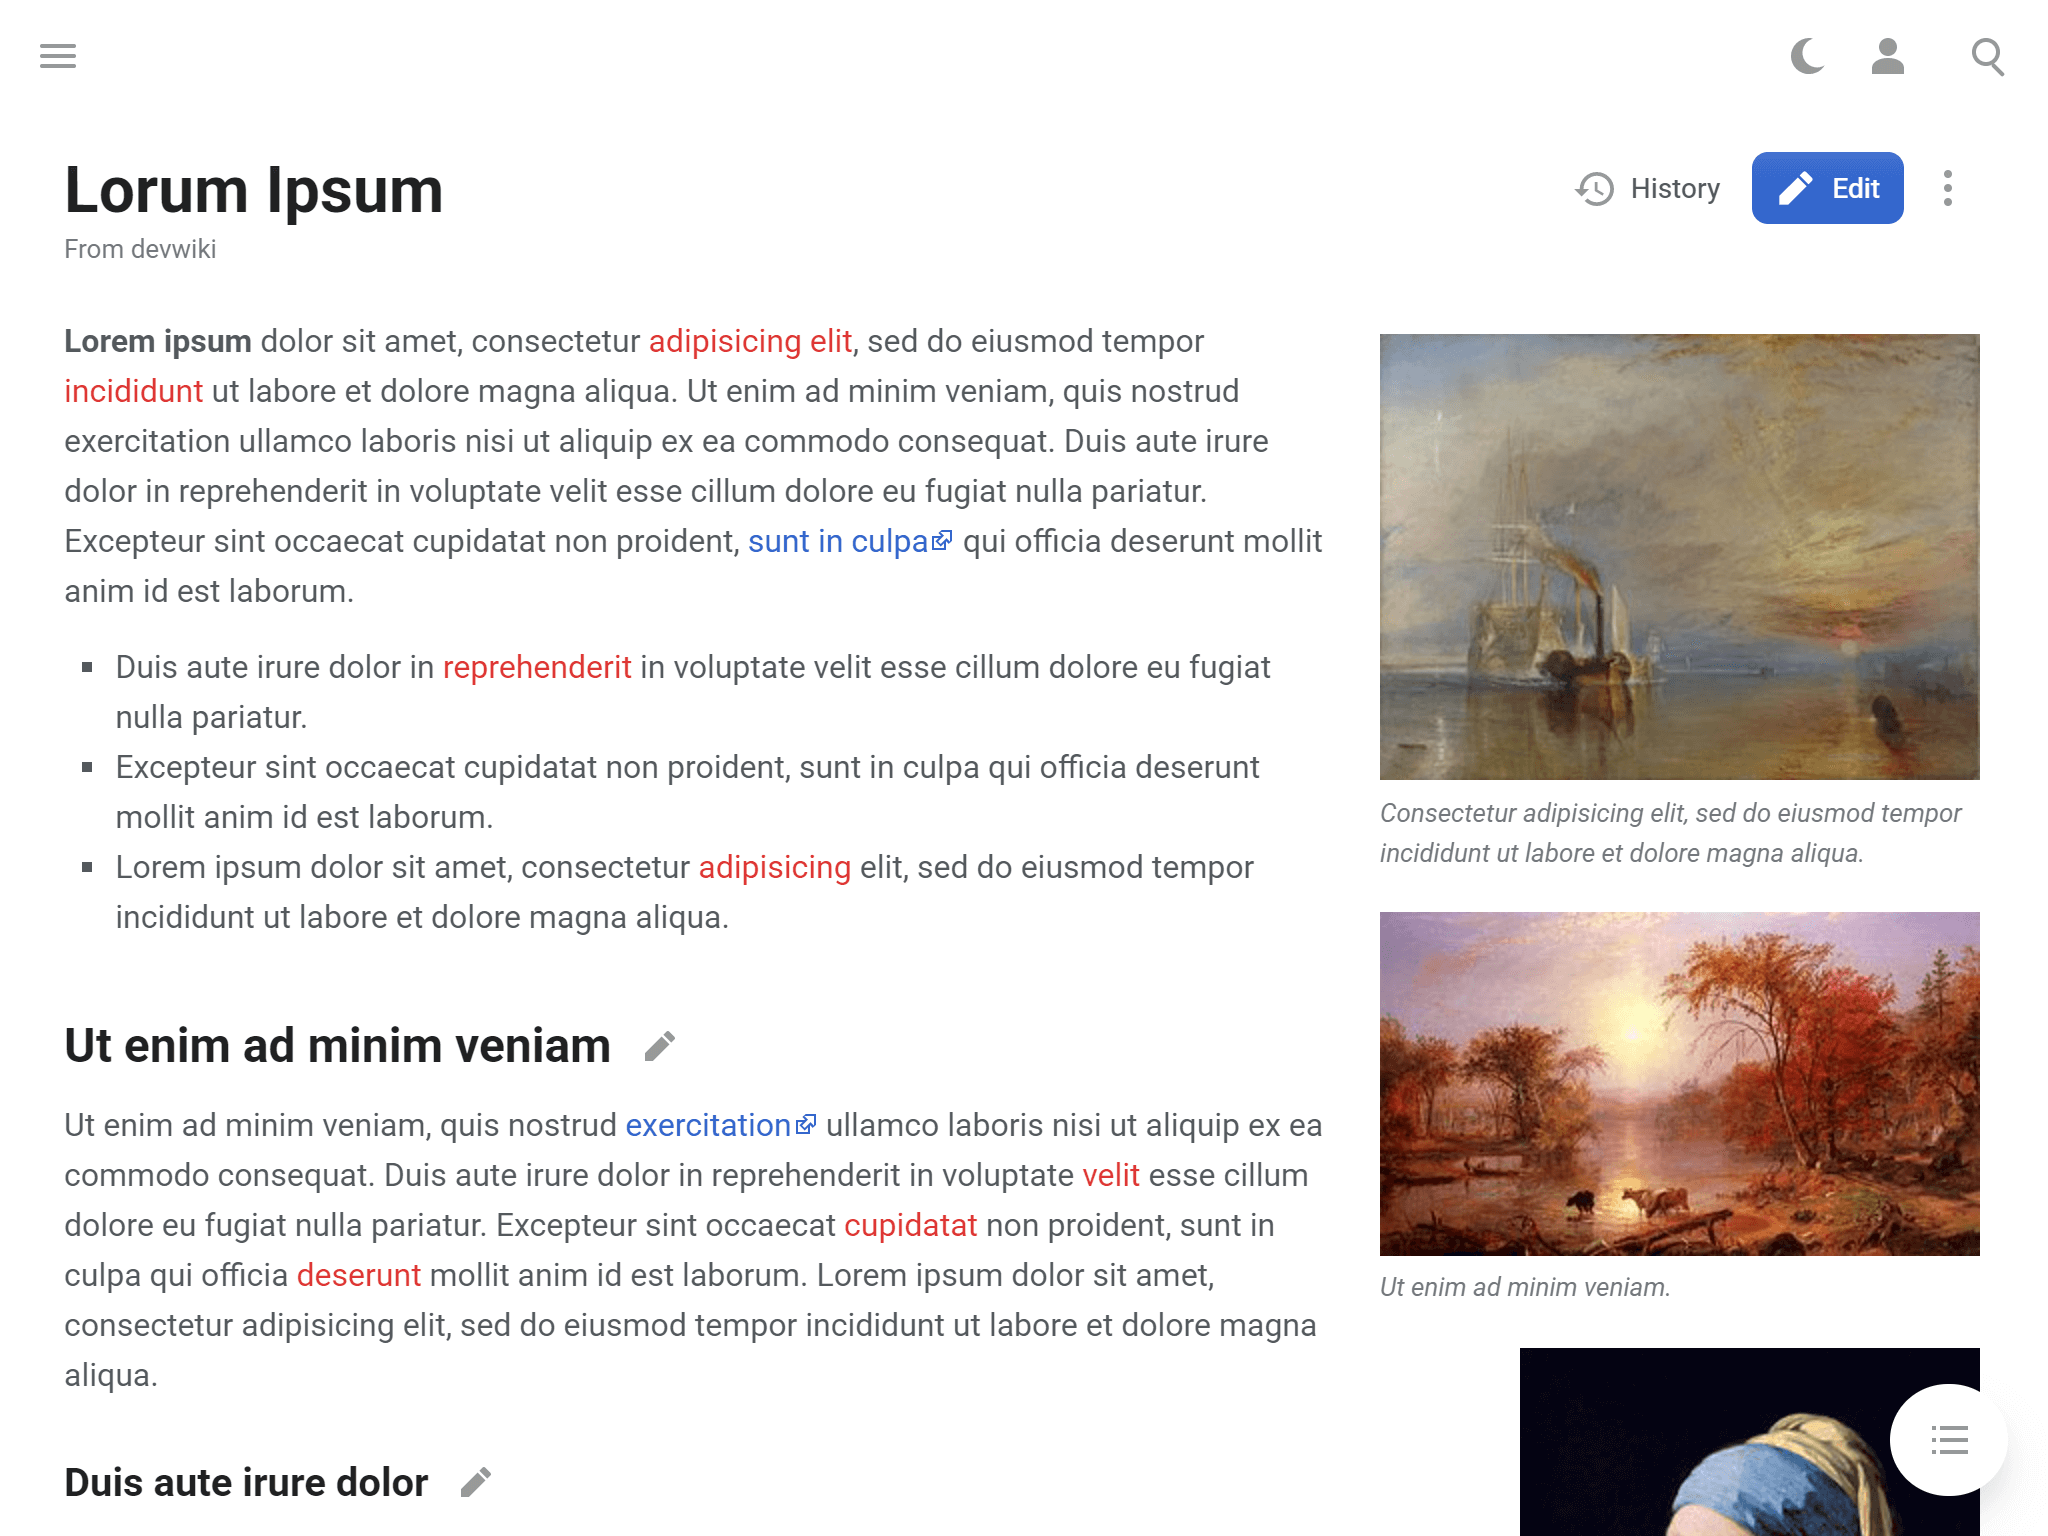 Lorum Ipsum
History
Edit
From devwiki
Lorem ipsum dolor sit amet, consectetur adipisicing elit, sed do eiusmod tempor
incididunt ut labore et dolore magna aliqua. Ut enim ad minim veniam, quis nostrud
exercitation ullamco laboris nisi ut aliquip ex ea commodo consequat. Duis aute irure
dolor in reprehenderit in voluptate velit esse cillum dolore eu fugiat nulla pariatur.
Excepteur sint occaecat cupidatat non proident, sunt in culpa qui officia deserunt mollit
anim id est laborum.
Duis aute irure dolor in reprehenderit in voluptate velit esse cillum dolore eu fugiat
nulla pariatur.
Excepteur sint occaecat cupidatat non proident, sunt in culpa qui officia deserunt
mollit anim id est laborum.
Lorem ipsum dolor sit amet, consectetur adipisicing elit, sed do eiusmod tempor
incididunt ut labore et dolore magna aliqua.
Consectetur adipisicing elit, sed do eiusmod tempor
incididunt ut labore et dolore magna aliqua.
Ut enim ad minim veniam
Ut enim ad minim veniam, quis nostrud exercitation ullamco laboris nisi ut aliquip ex ea
commodo consequat. Duis aute irure dolor in reprehenderit in voluptate velit esse cillum
dolore eu fugiat nulla pariatur. Excepteur sint occaecat cupidatat non proident, sunt in
culpa qui officia deserunt mollit anim id est laborum. Lorem ipsum dolor sit amet,
consectetur adipisicing elit, sed do eiusmod tempor incididunt ut labore et dolore magna
aliqua.
Ut enim ad minim veniam.
Duis aute irure dolor